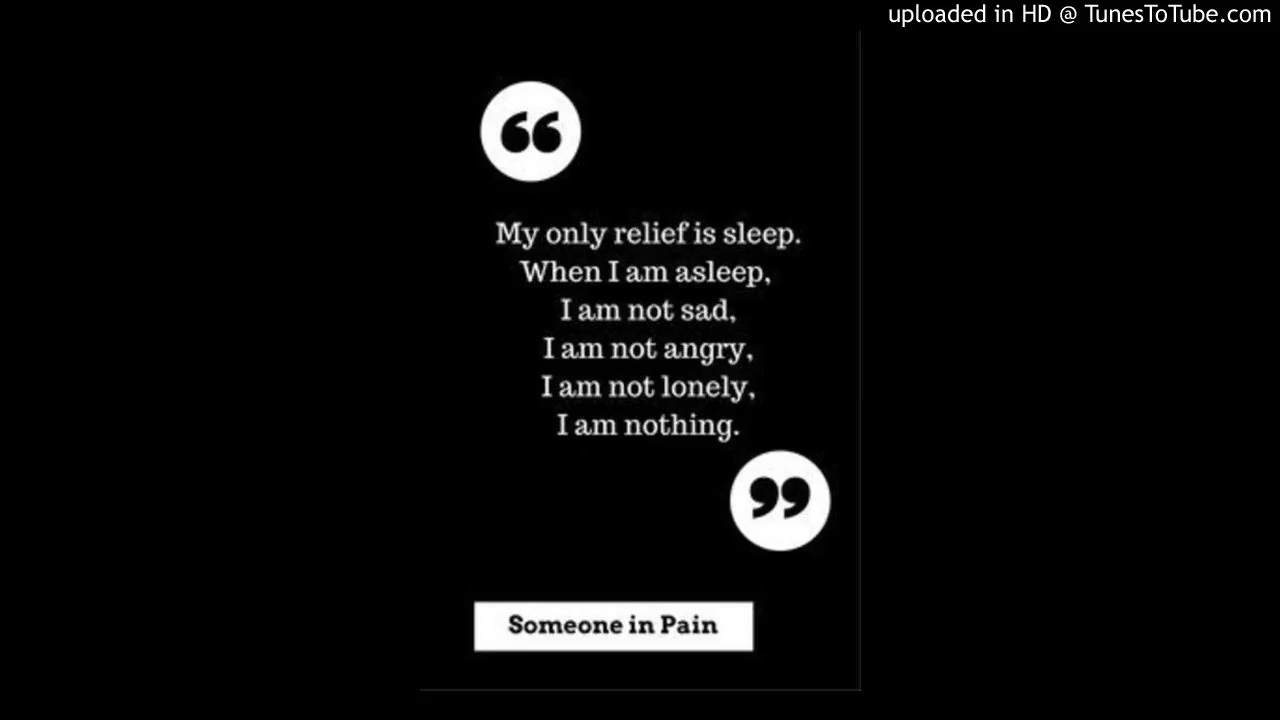 uploaded in HD @ TunesToTube.com
“
My only relief is sleep.
When I am asleep,
I am not sad,
I am not angry,
I am not lonely,
I am nothing.
”
Someone in Pain